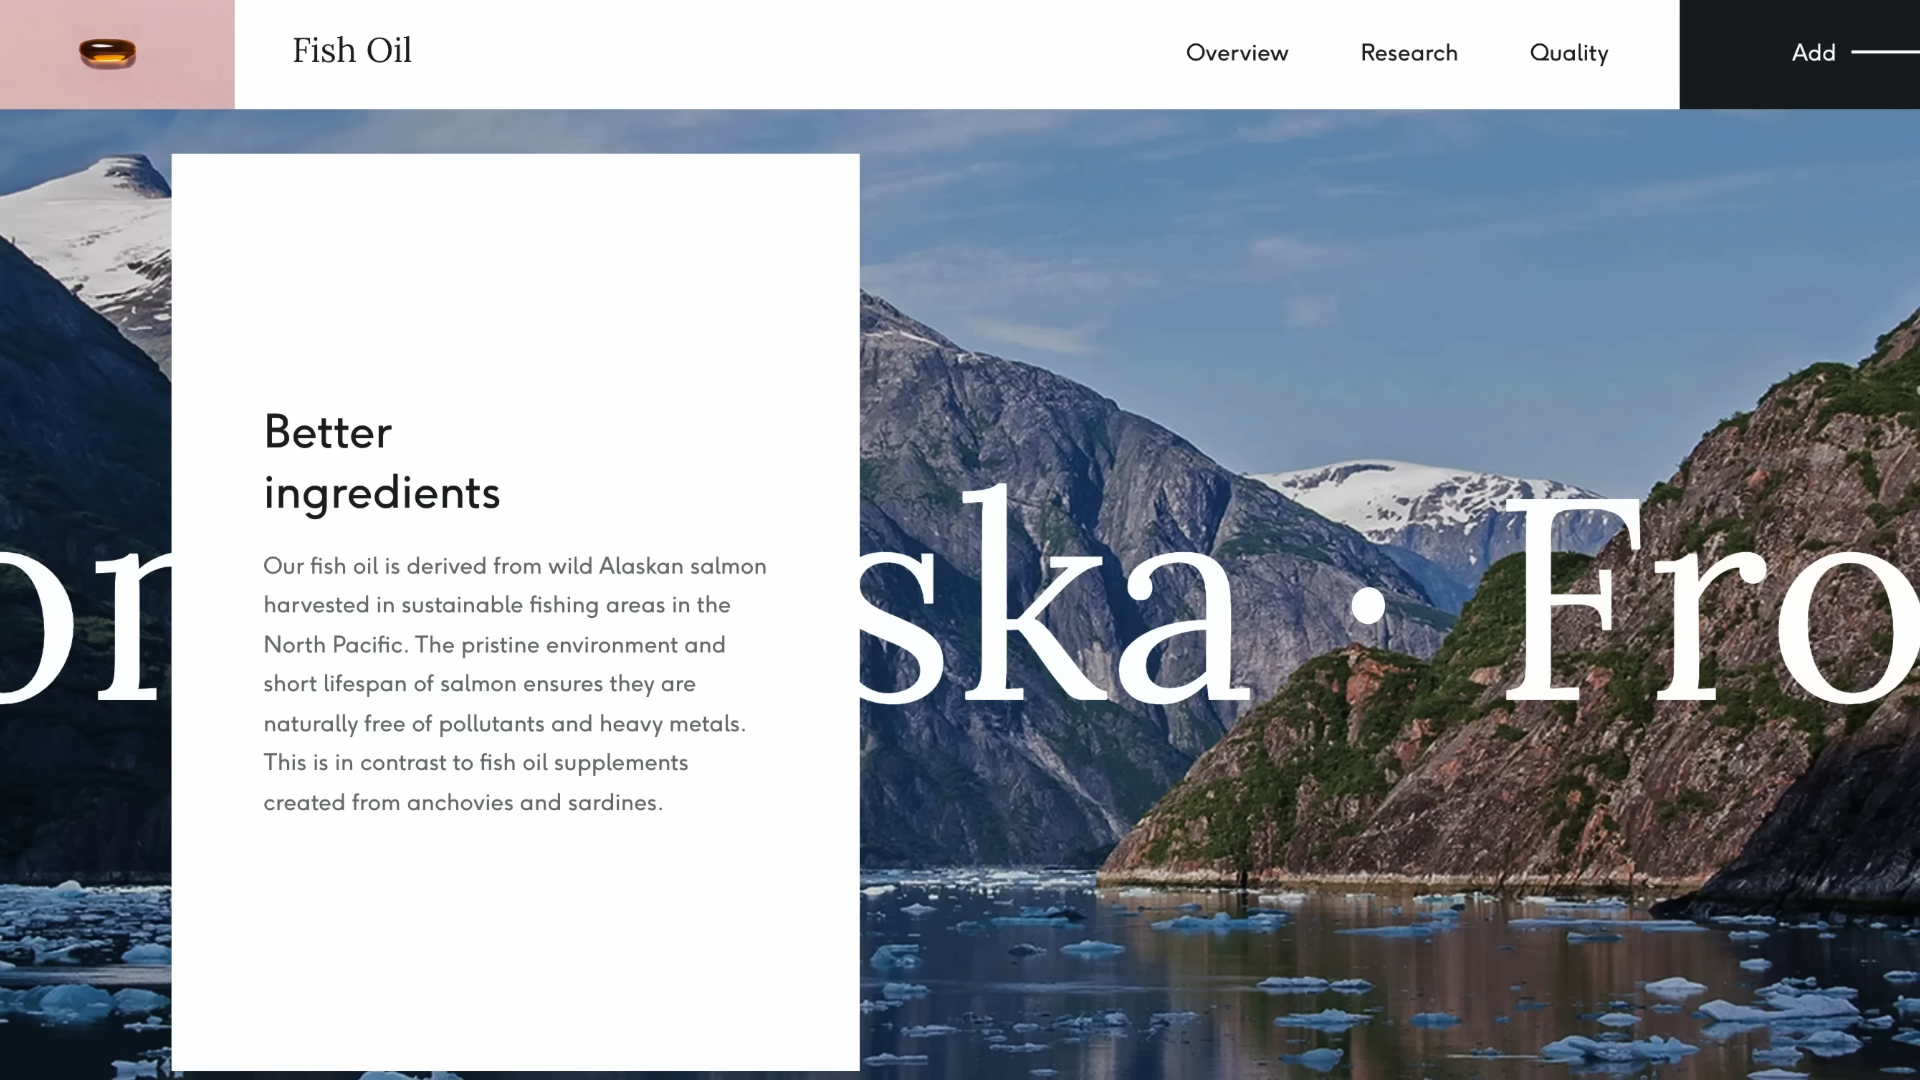 Fish Oil
Overview
Research
Quality
Add
Better
ingredients
Our fish oil is derived from wild Alaskan salmon
harvested in sustainable fishing areas in the
North Pacific. The pristine environment and
short lifespan of salmon ensures they are
naturally free of pollutants and heavy metals.
This is in contrast to fish oil supplements
created from anchovies and sardines.
or ska · Fro